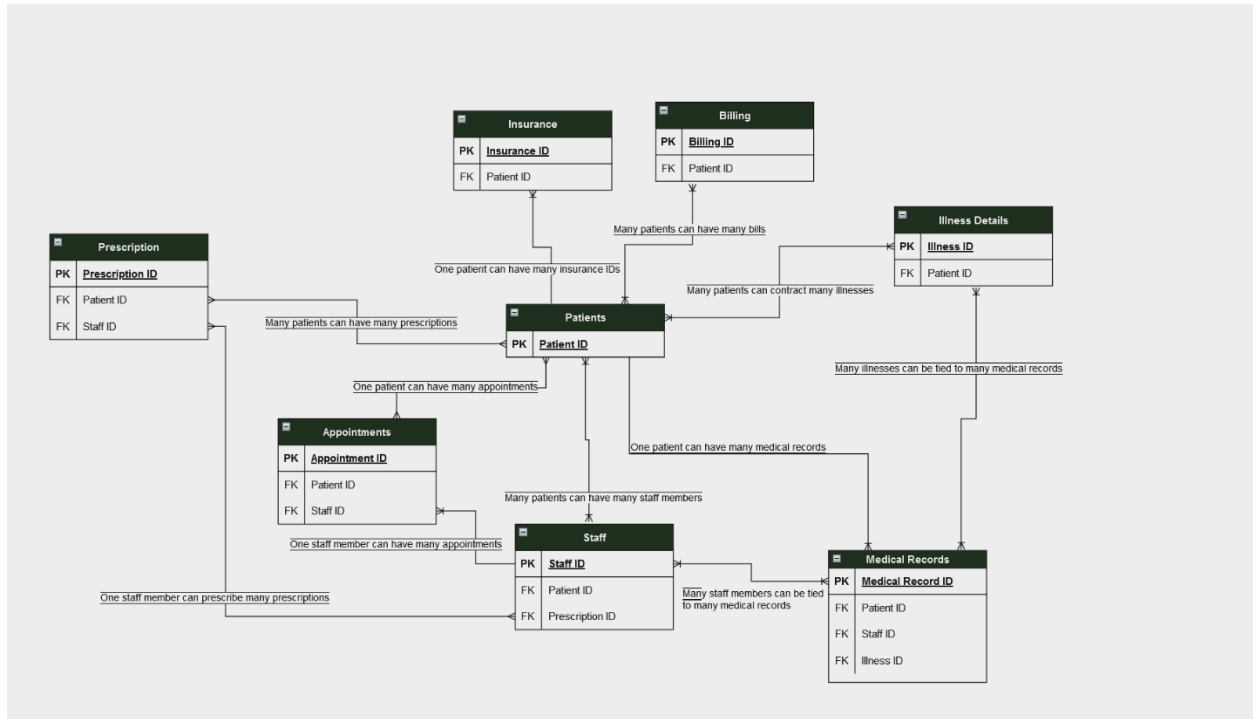 Insurance
PK Insurance ID
FK Patient ID
Billing
PK Billing ID
FK Patient ID
Illness Details
PK Illness ID
FK Patient ID
Prescription
PK Prescription ID
FK Patient ID
FK Staff ID
Many patients can have many bills
One patient can have many insurance IDs
Many patients can contract many illnesses
Many patients can have many prescriptions
Patients
PK Patient ID
Many illnesses can be tied to many medical records
One patient can have many appointments
Appointments
PK Appointment ID
FK Patient ID
FK Staff ID
One patient can have many medical records
Many patients can have many staff members
One staff member can have many appointments
Staff
PK Staff ID
FK Patient ID
FK Prescription ID
One staff member can prescribe many prescriptions
Many staff members can be tied
to many medical records
Medical Records
PK Medical Record ID
FK Patient ID
FK Staff ID
FK Illness ID